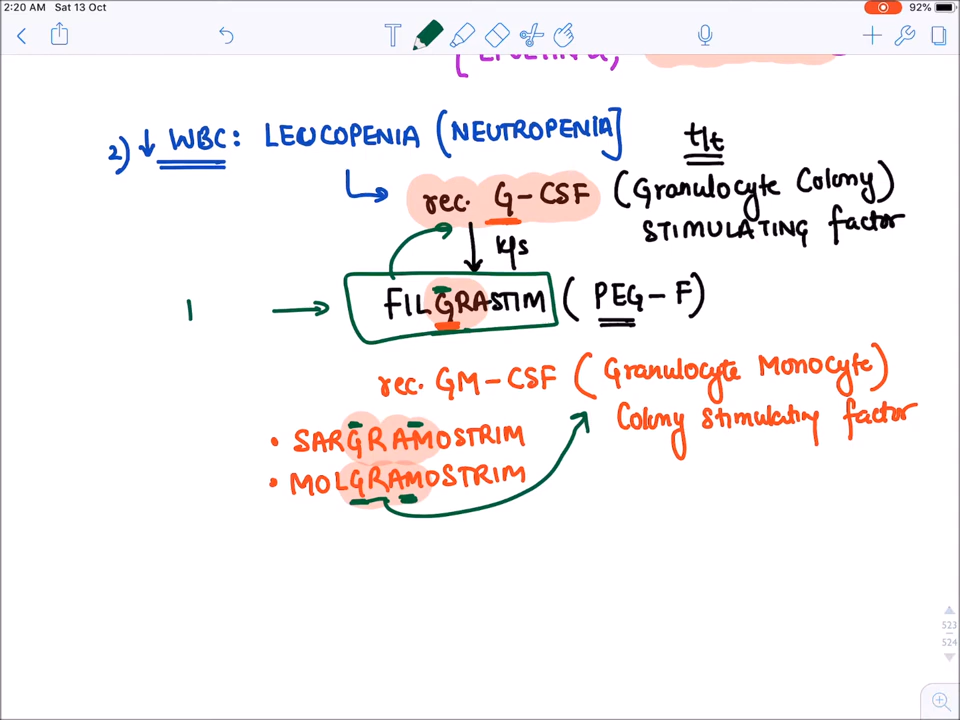 2:20 AM Sat 13 Oct 92%
T
2) ↓ WBC: LEUCOPENIA (NEUTROPENIA]
t/t
rec. G-CSF (Granulocyte Colony)
STIMULATING factor
k/s
1 → FILGRASTIM (PEG-F)
rec. GM-CSF (Granulocyte Monocyte)
Colony stimulating factor
• SARGRAMOSTRIM
• MOLGRAMOSTRIM
523
524